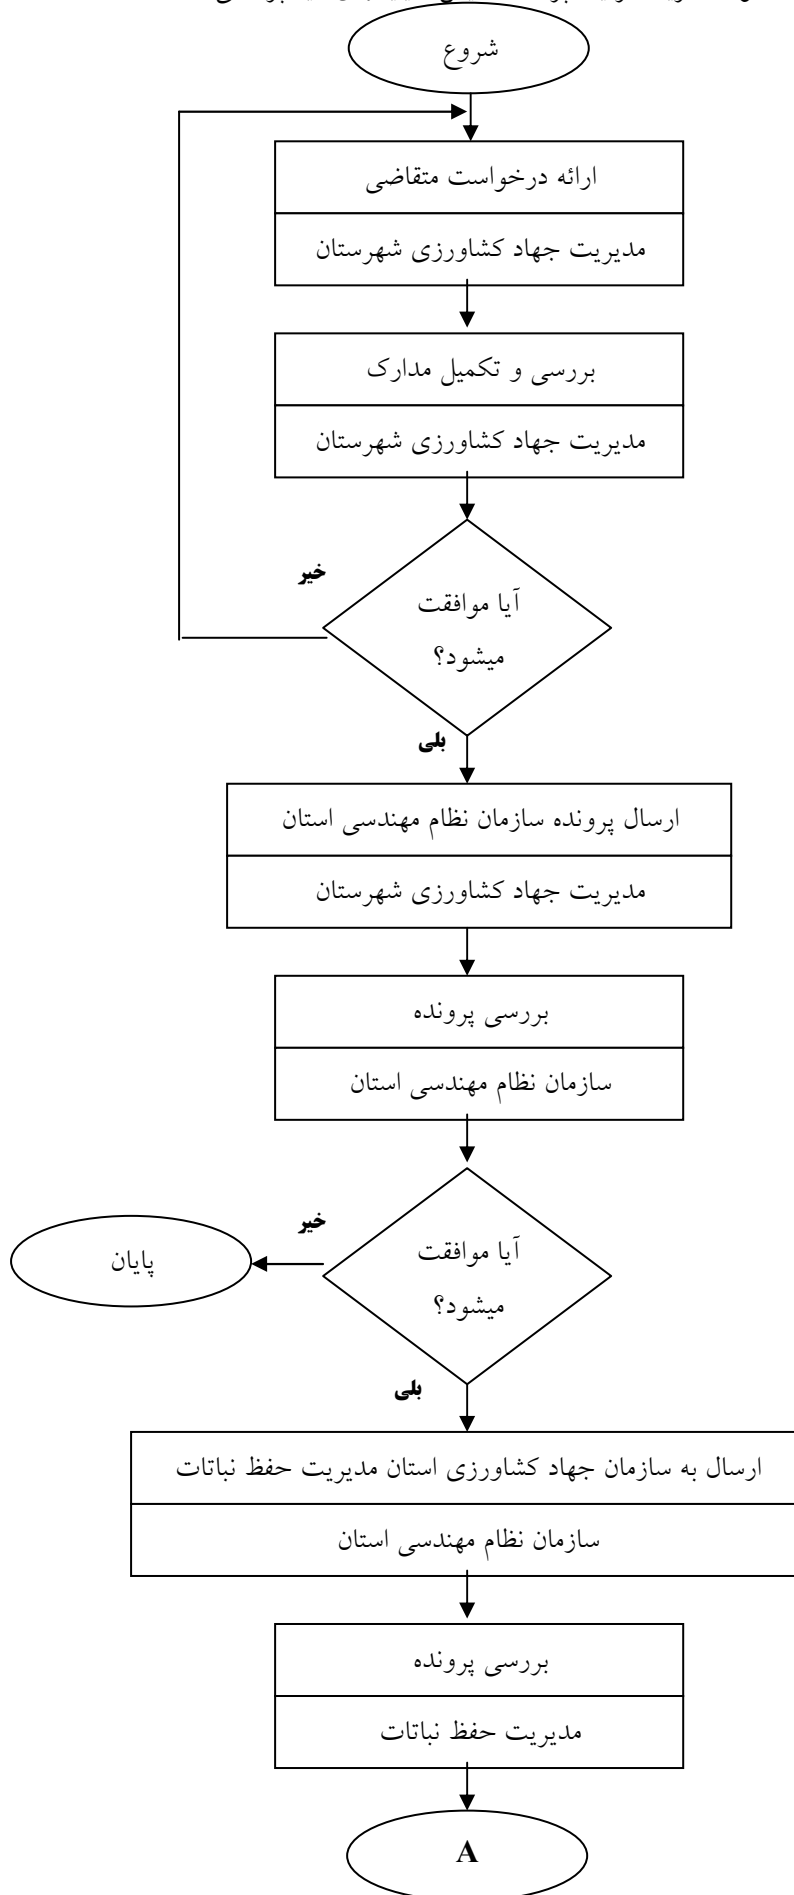 شروع
ارائه درخواست متقاضی
مدیریت جهاد کشاورزی شهرستان
بررسی و تکمیل مدارک
مدیریت جهاد کشاورزی شهرستان
خیر
آیا موافقت
میشود؟
بلی
ارسال پرونده سازمان نظام مهندسی استان
مدیریت جهاد کشاورزی شهرستان
بررسی پرونده
سازمان نظام مهندسی استان
خیر
آیا موافقت
میشود؟
پایان
بلی
ارسال به سازمان جهاد کشاورزی استان مدیریت حفظ نباتات
سازمان نظام مهندسی استان
بررسی پرونده
مدیریت حفظ نباتات
A